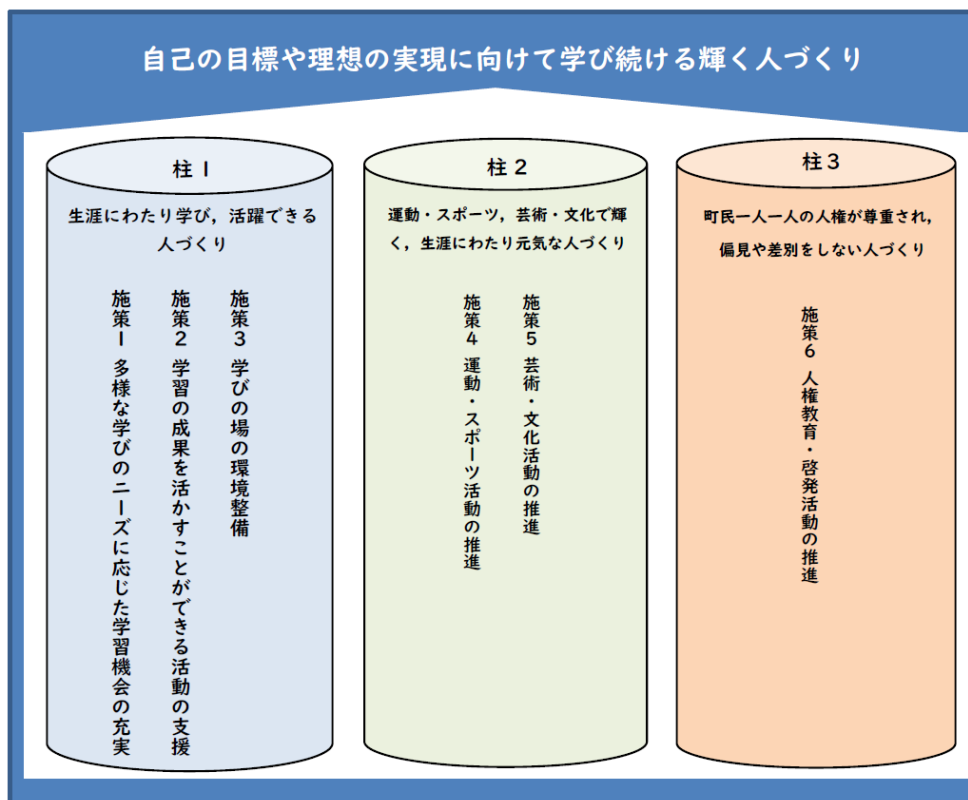 自己の目標や理想の実現に向けて学び続ける輝く人づくり
柱1
生涯にわたり学び，活躍できる
人づくり
施策1 多様な学びのニーズに応じた学習機会の充実
施策2 学習の成果を活かすことができる活動の支援
施策3 学びの場の環境整備
柱2
運動・スポーツ，芸術・文化で輝
く，生涯にわたり元気な人づくり
施策4 運動・スポーツ活動の推進
施策5 芸術・文化活動の推進
柱3
町民一人一人の人権が尊重され，
偏見や差別をしない人づくり
施策6 人権教育・啓発活動の推進